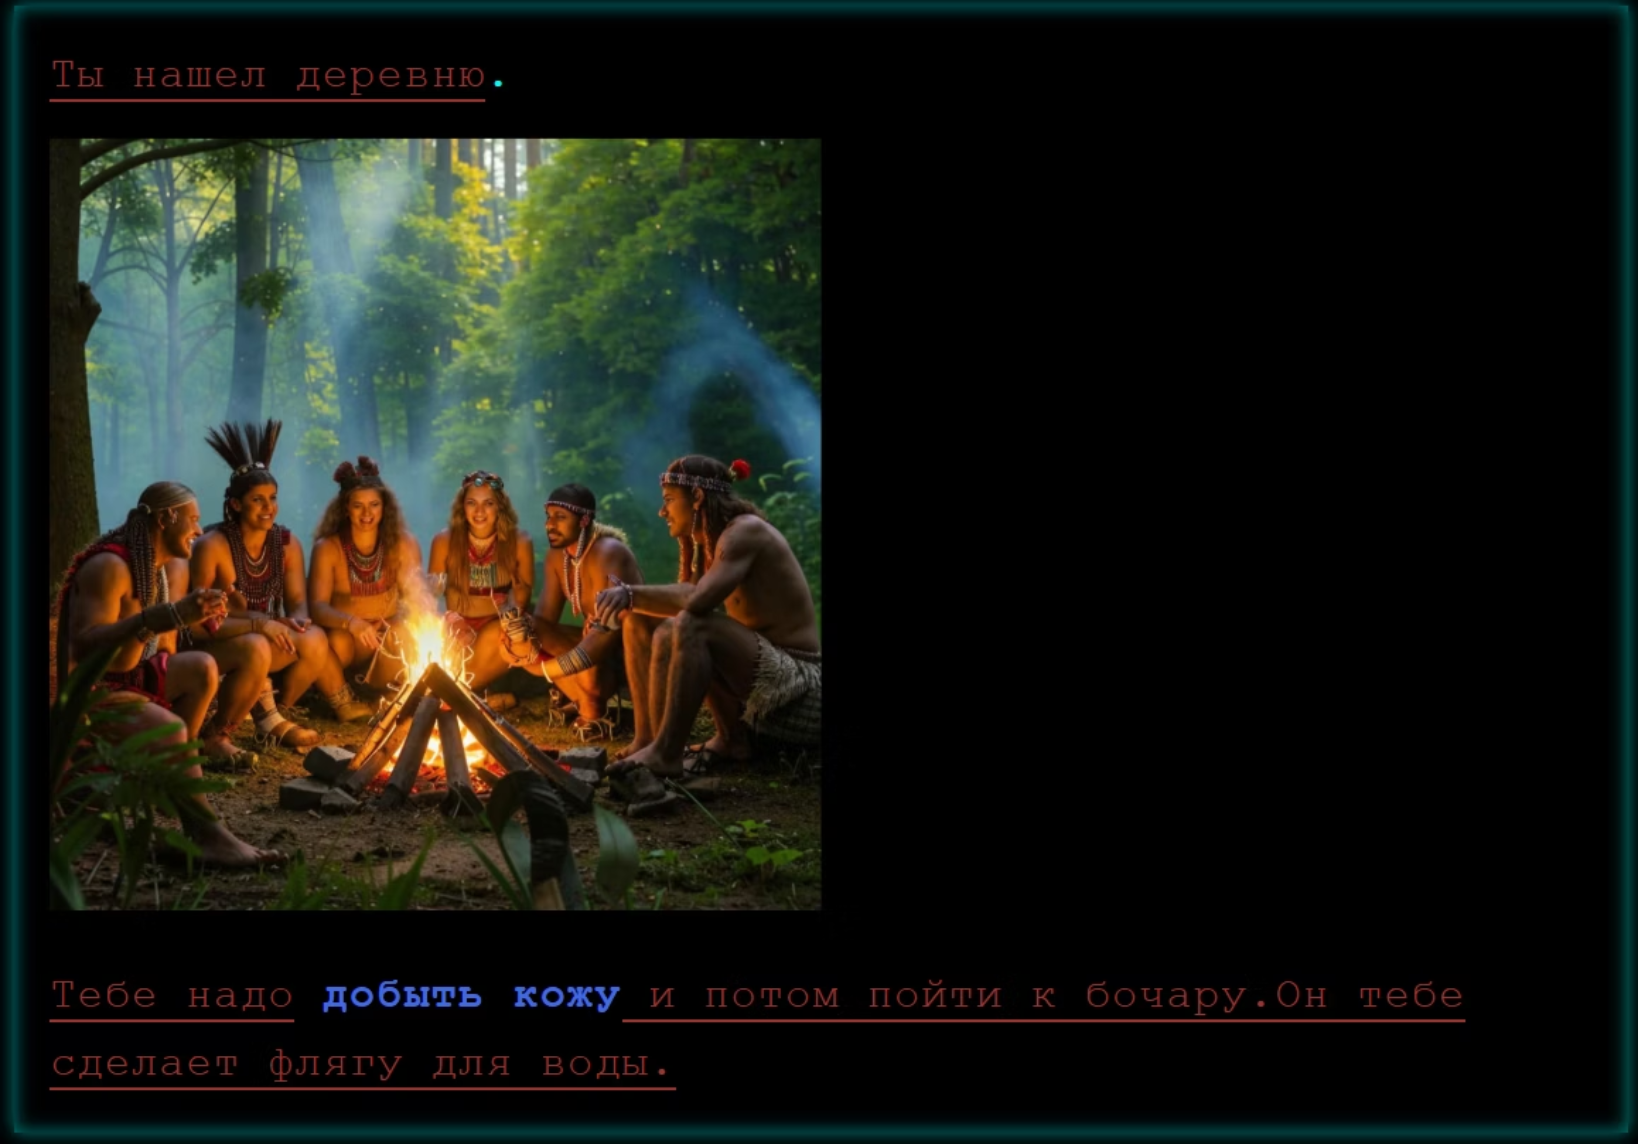 Ты нашел деревню.
Тебе надо добыть кожу и потом пойти к бочару.Он тебе
сделает флягу для воды.